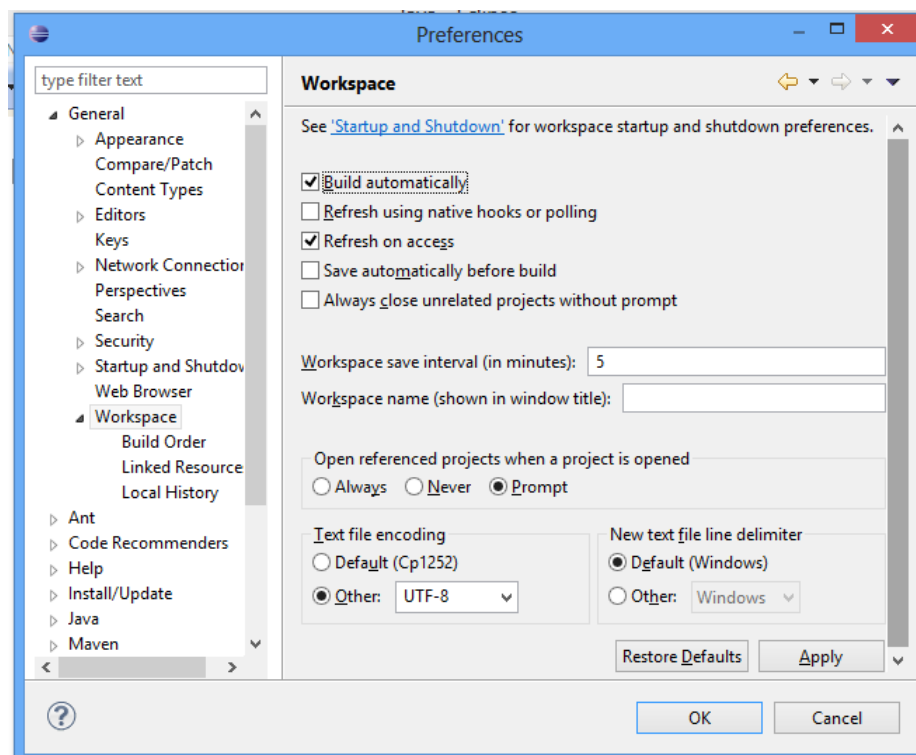 Preferences
type filter text
General
Appearance
Compare/Patch
Content Types
Editors
Keys
Network Connection
Perspectives
Search
Security
Startup and Shutdow
Web Browser
Workspace
Build Order
Linked Resource
Local History
Ant
Code Recommenders
Help
Install/Update
Java
Maven
Workspace
See 'Startup and Shutdown' for workspace startup and shutdown preferences.
Build automatically
Refresh using native hooks or polling
Refresh on access
Save automatically before build
Always close unrelated projects without prompt
Workspace save interval (in minutes): 5
Workspace name (shown in window title):
Open referenced projects when a project is opened
Always Never Prompt
Text file encoding
Default (Cp1252)
Other: UTF-8
New text file line delimiter
Default (Windows)
Other: Windows
Restore Defaults Apply
? OK Cancel